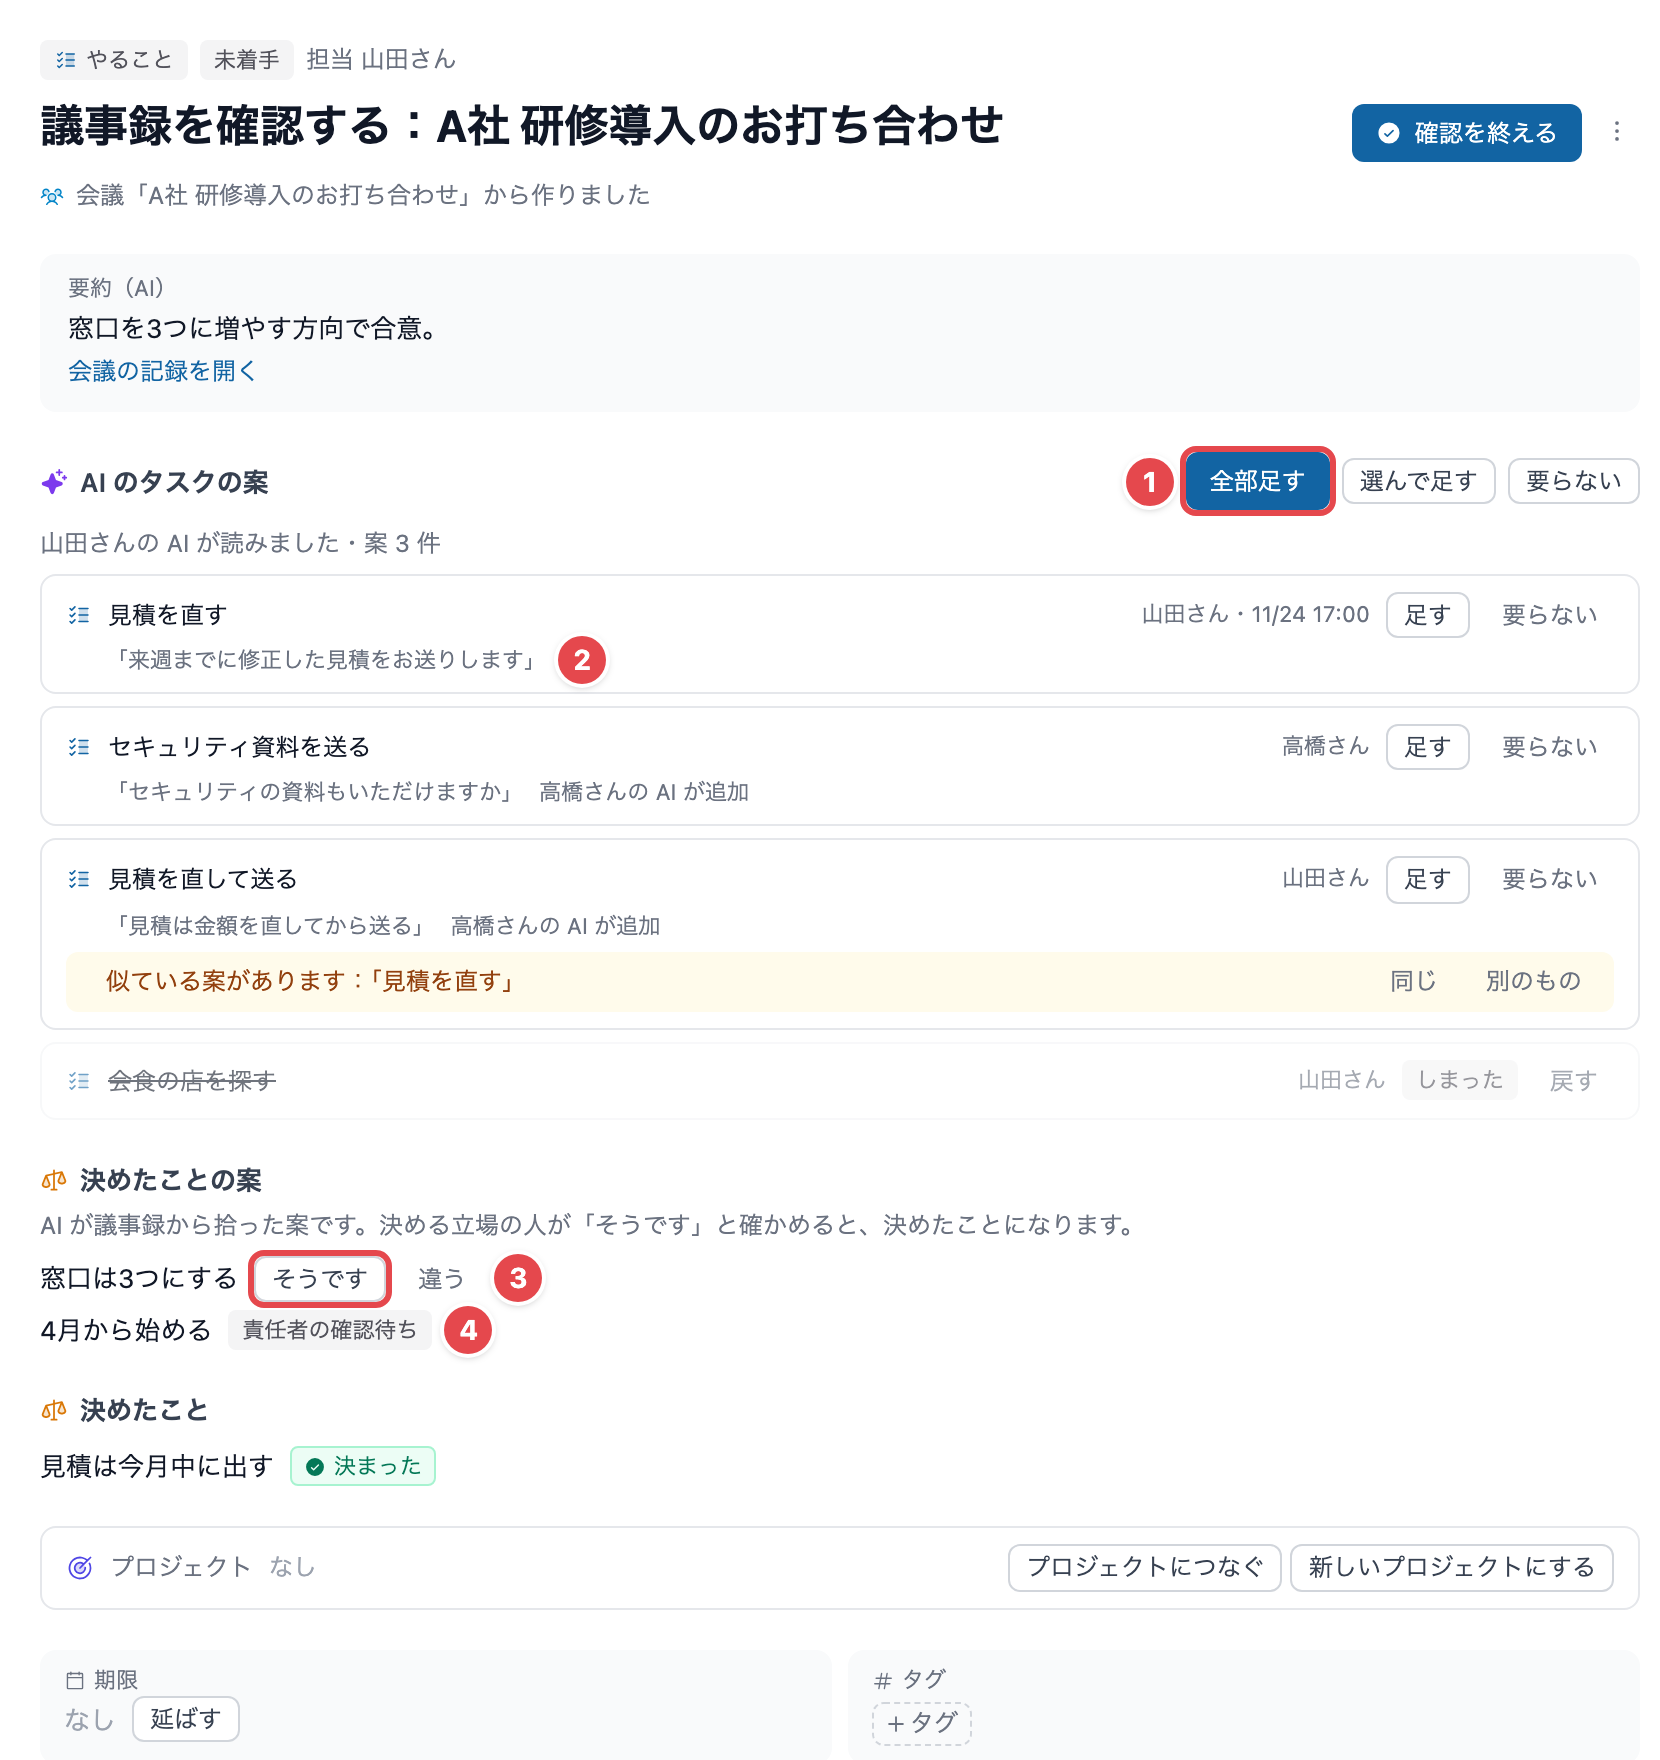 やること 未着手 担当 山田さん
議事録を確認する：A社 研修導入のお打ち合わせ
確認を終える
会議「A社 研修導入のお打ち合わせ」から作りました
要約（AI）
窓口を3つに増やす方向で合意。
会議の記録を開く
AI のタスクの案
1 全部足す 選んで足す 要らない
山田さんの AI が読みました・案 3 件
見積を直す 山田さん・11/24 17:00 足す 要らない
「来週までに修正した見積をお送りします」 2
セキュリティ資料を送る 高橋さん 足す 要らない
「セキュリティの資料もいただけますか」 高橋さんの AI が追加
見積を直して送る 山田さん 足す 要らない
「見積は金額を直してから送る」 高橋さんの AI が追加
似ている案があります：「見積を直す」 同じ 別のもの
会食の店を探す 山田さん しまった 戻す
決めたことの案
AI が議事録から拾った案です。決める立場の人が「そうです」と確かめると、決めたことになります。
窓口は3つにする そうです 違う 3
4月から始める 責任者の確認待ち 4
決めたこと
見積は今月中に出す 決まった
プロジェクト なし プロジェクトにつなぐ 新しいプロジェクトにする
期限
なし 延ばす
# タグ
+ タグ